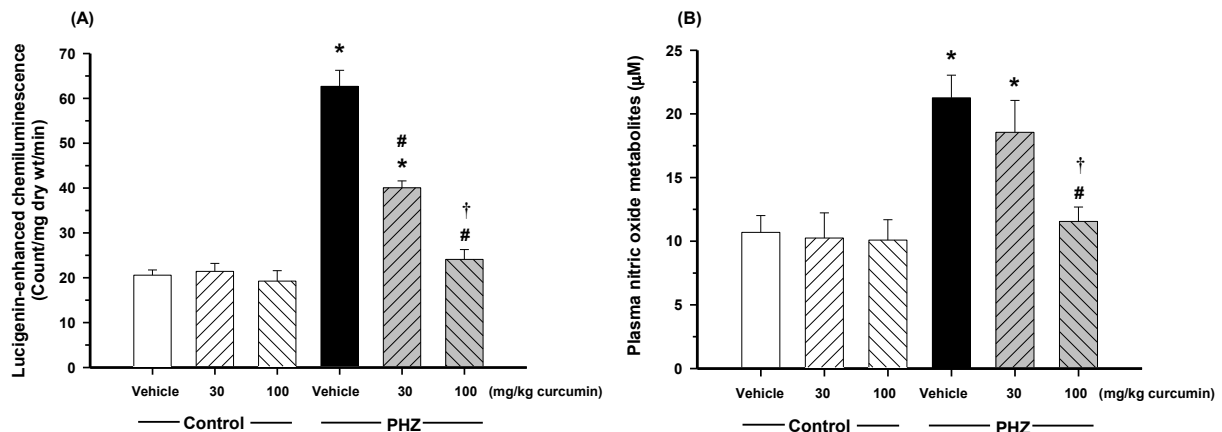 (A)
Lucigenin-enhanced chemiluminescence
(Count/mg dry wt/min)
70
60
50
40
30
20
10
0
*
#
*
†
#
Vehicle 30 100 Vehicle 30 100 (mg/kg curcumin)
Control PHZ
(B)
Plasma nitric oxide metabolites (µM)
25
20
15
10
5
0
*
*
†
#
Vehicle 30 100 Vehicle 30 100 (mg/kg curcumin)
Control PHZ